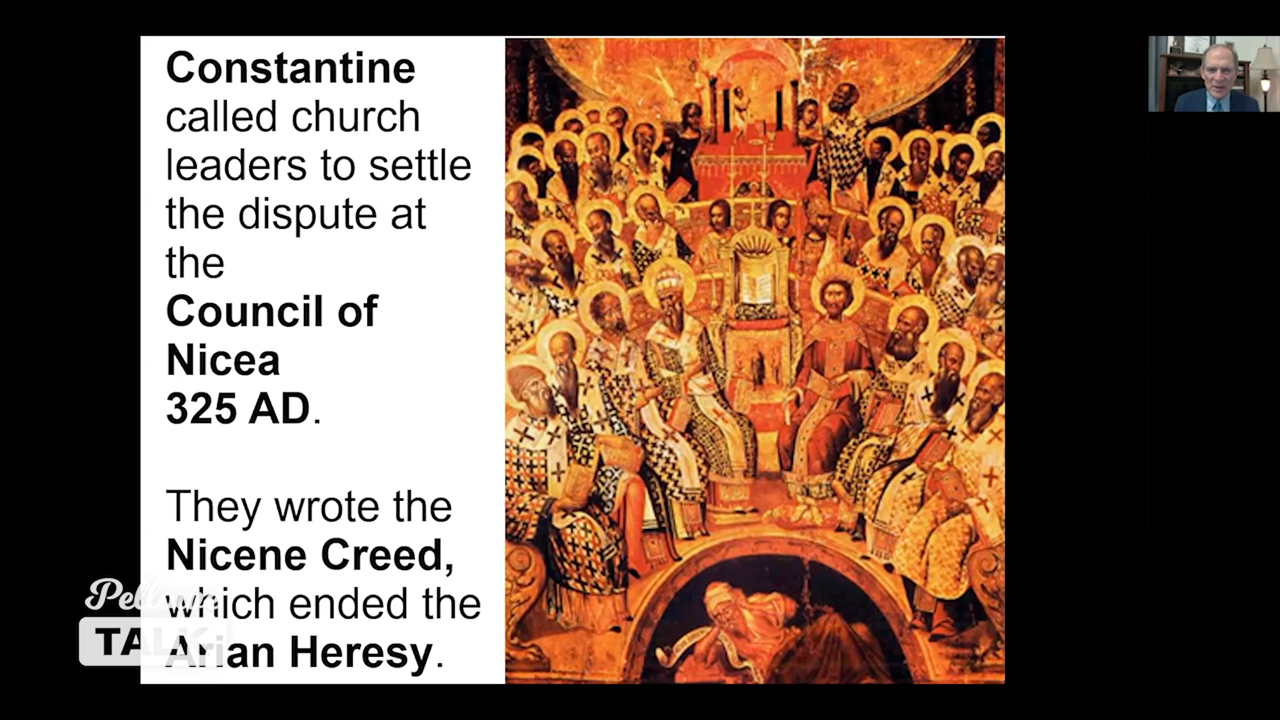 Constantine
called church
leaders to settle
the dispute at
the
Council of
Nicea
325 AD.
They wrote the
Nicene Creed,
which ended the
Arian Heresy.
TALK